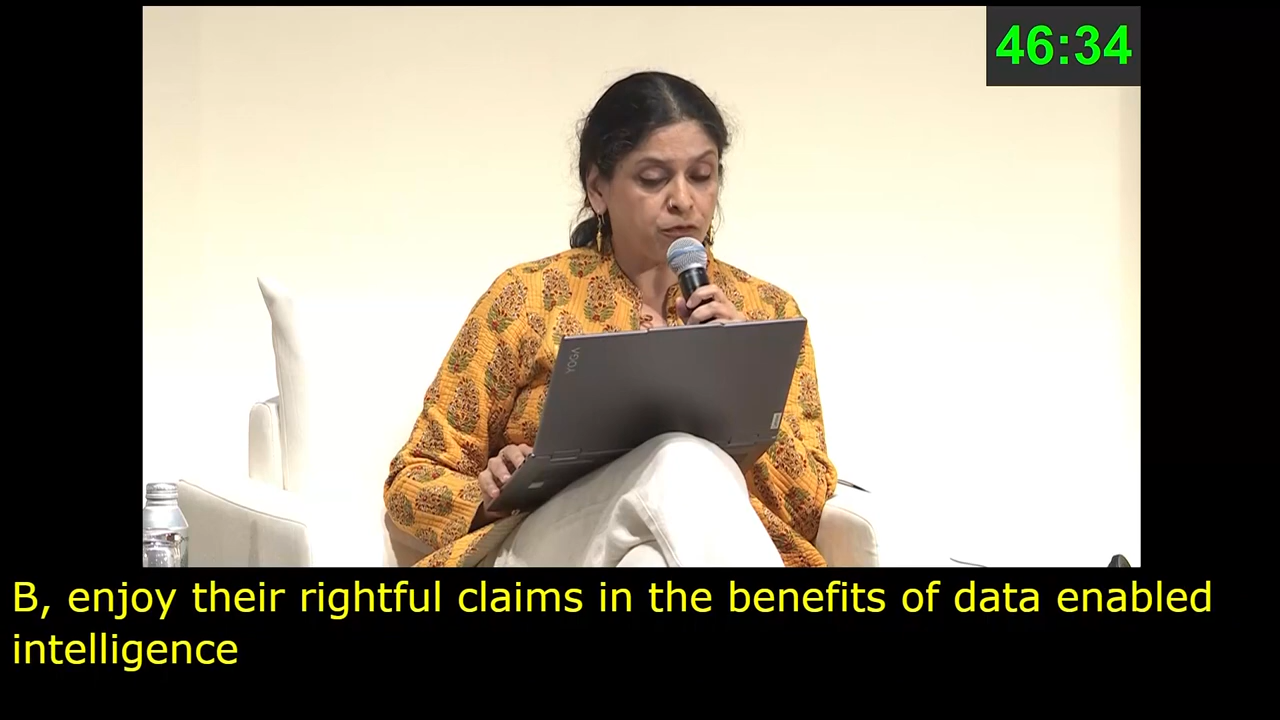 46:34
YOGA
B, enjoy their rightful claims in the benefits of data enabled
intelligence